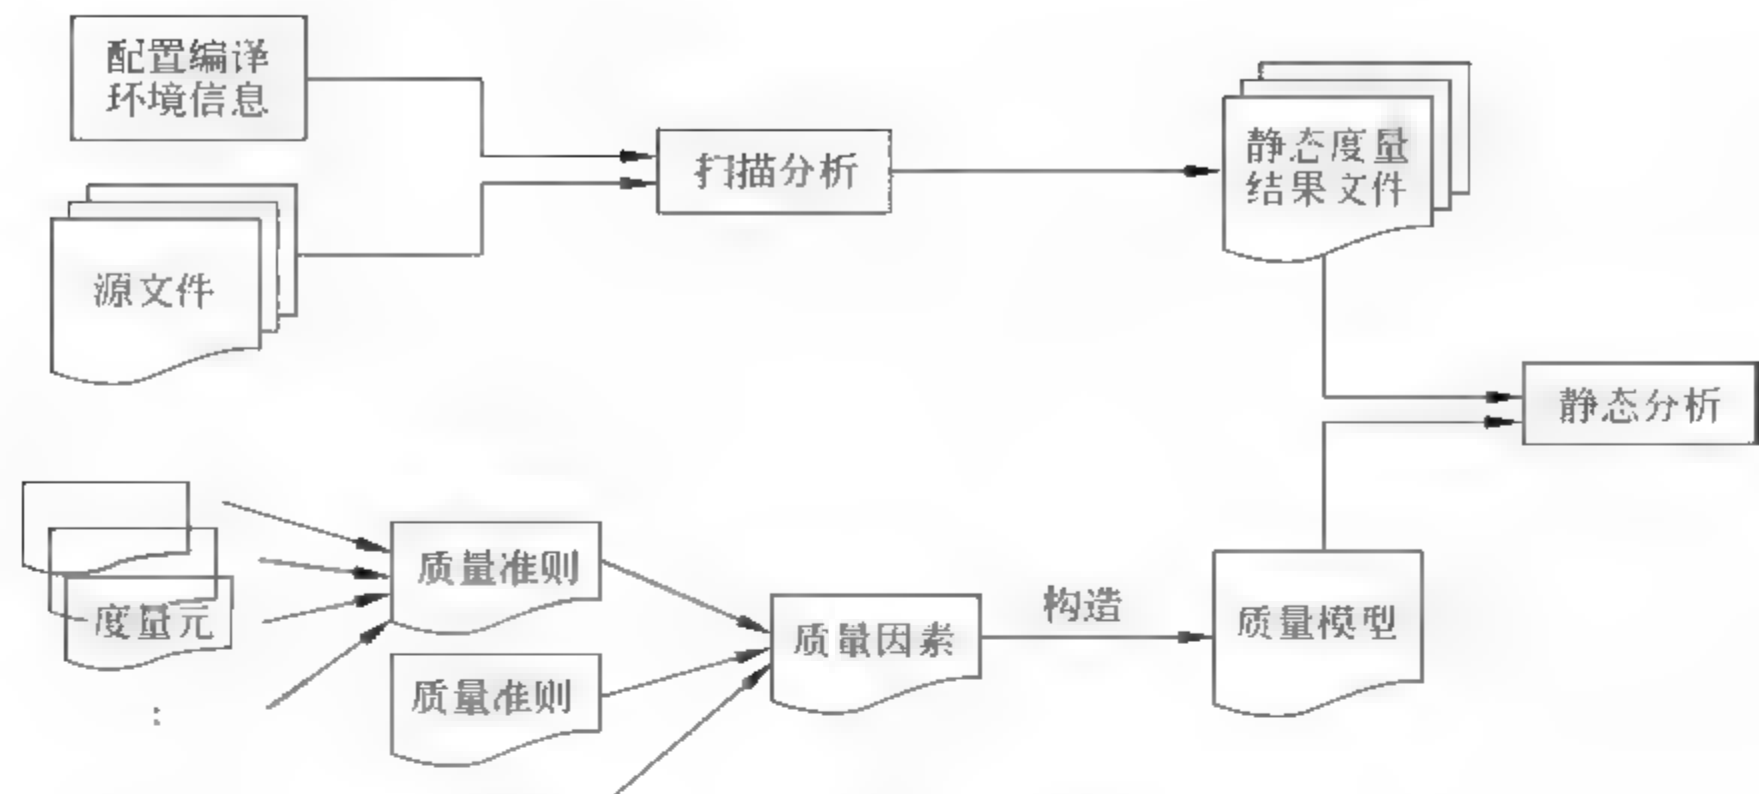 配置编译
环境信息
扫描分析
静态度量
结果文件
源文件
静态分析
质量准则
度量元
构造
质量因素
质量模型
质量准则
: